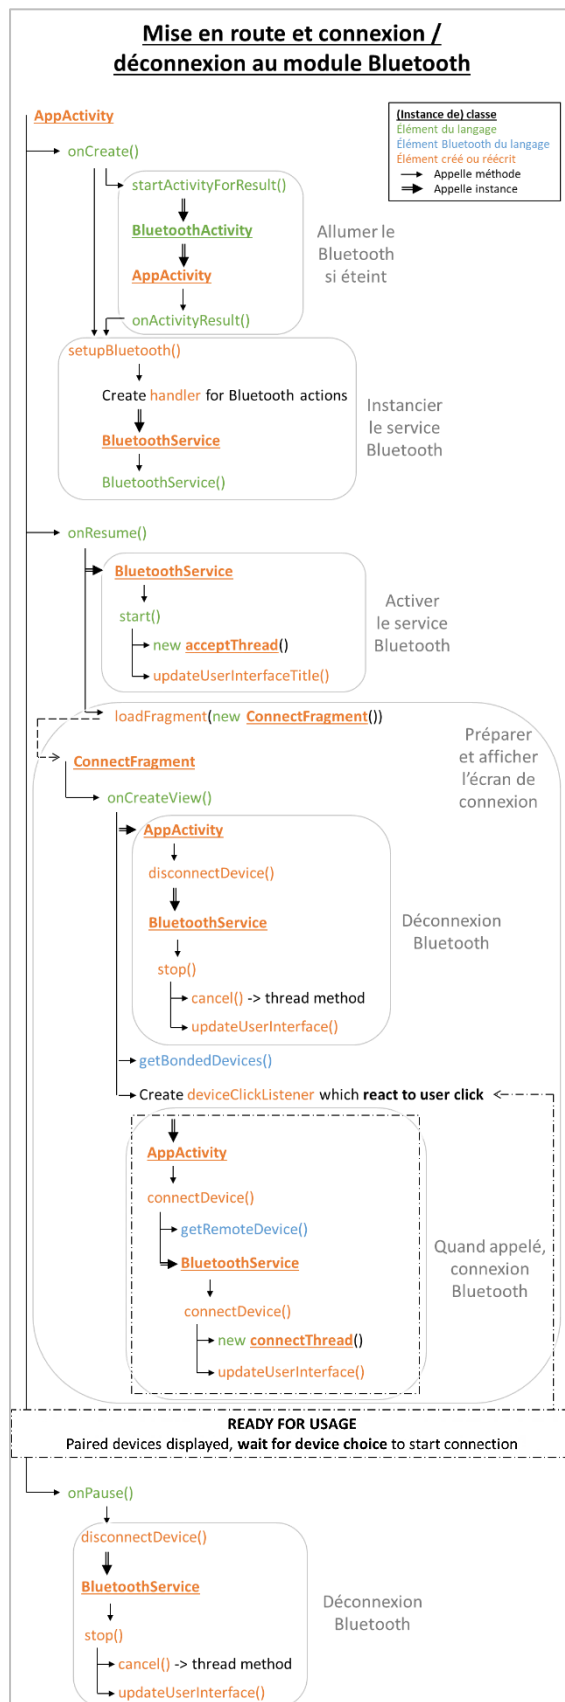 Mise en route et connexion /
déconnexion au module Bluetooth
(Instance de) classe
Élément du langage
Élément Bluetooth du langage
Élément créé ou réécrit
Appelle méthode
Appelle instance
AppActivity
onCreate()
startActivityForResult()
BluetoothActivity
AppActivity
onActivityResult()
Allumer le
Bluetooth
si éteint
setupBluetooth()
Create handler for Bluetooth actions
BluetoothService
BluetoothService()
Instancier
le service
Bluetooth
onResume()
BluetoothService
start()
new acceptThread()
updateUserInterfaceTitle()
Activer
le service
Bluetooth
loadFragment(new ConnectFragment())
Préparer
et afficher
l'écran de
connexion
ConnectFragment
onCreateView()
AppActivity
disconnectDevice()
BluetoothService
stop()
cancel() -> thread method
updateUserInterface()
Déconnexion
Bluetooth
getBondedDevices()
Create deviceClickListener which react to user click
AppActivity
connectDevice()
getRemoteDevice()
BluetoothService
connectDevice()
new connectThread()
updateUserInterface()
Quand appelé,
connexion
Bluetooth
READY FOR USAGE
Paired devices displayed, wait for device choice to start connection
onPause()
disconnectDevice()
BluetoothService
stop()
cancel() -> thread method
updateUserInterface()
Déconnexion
Bluetooth